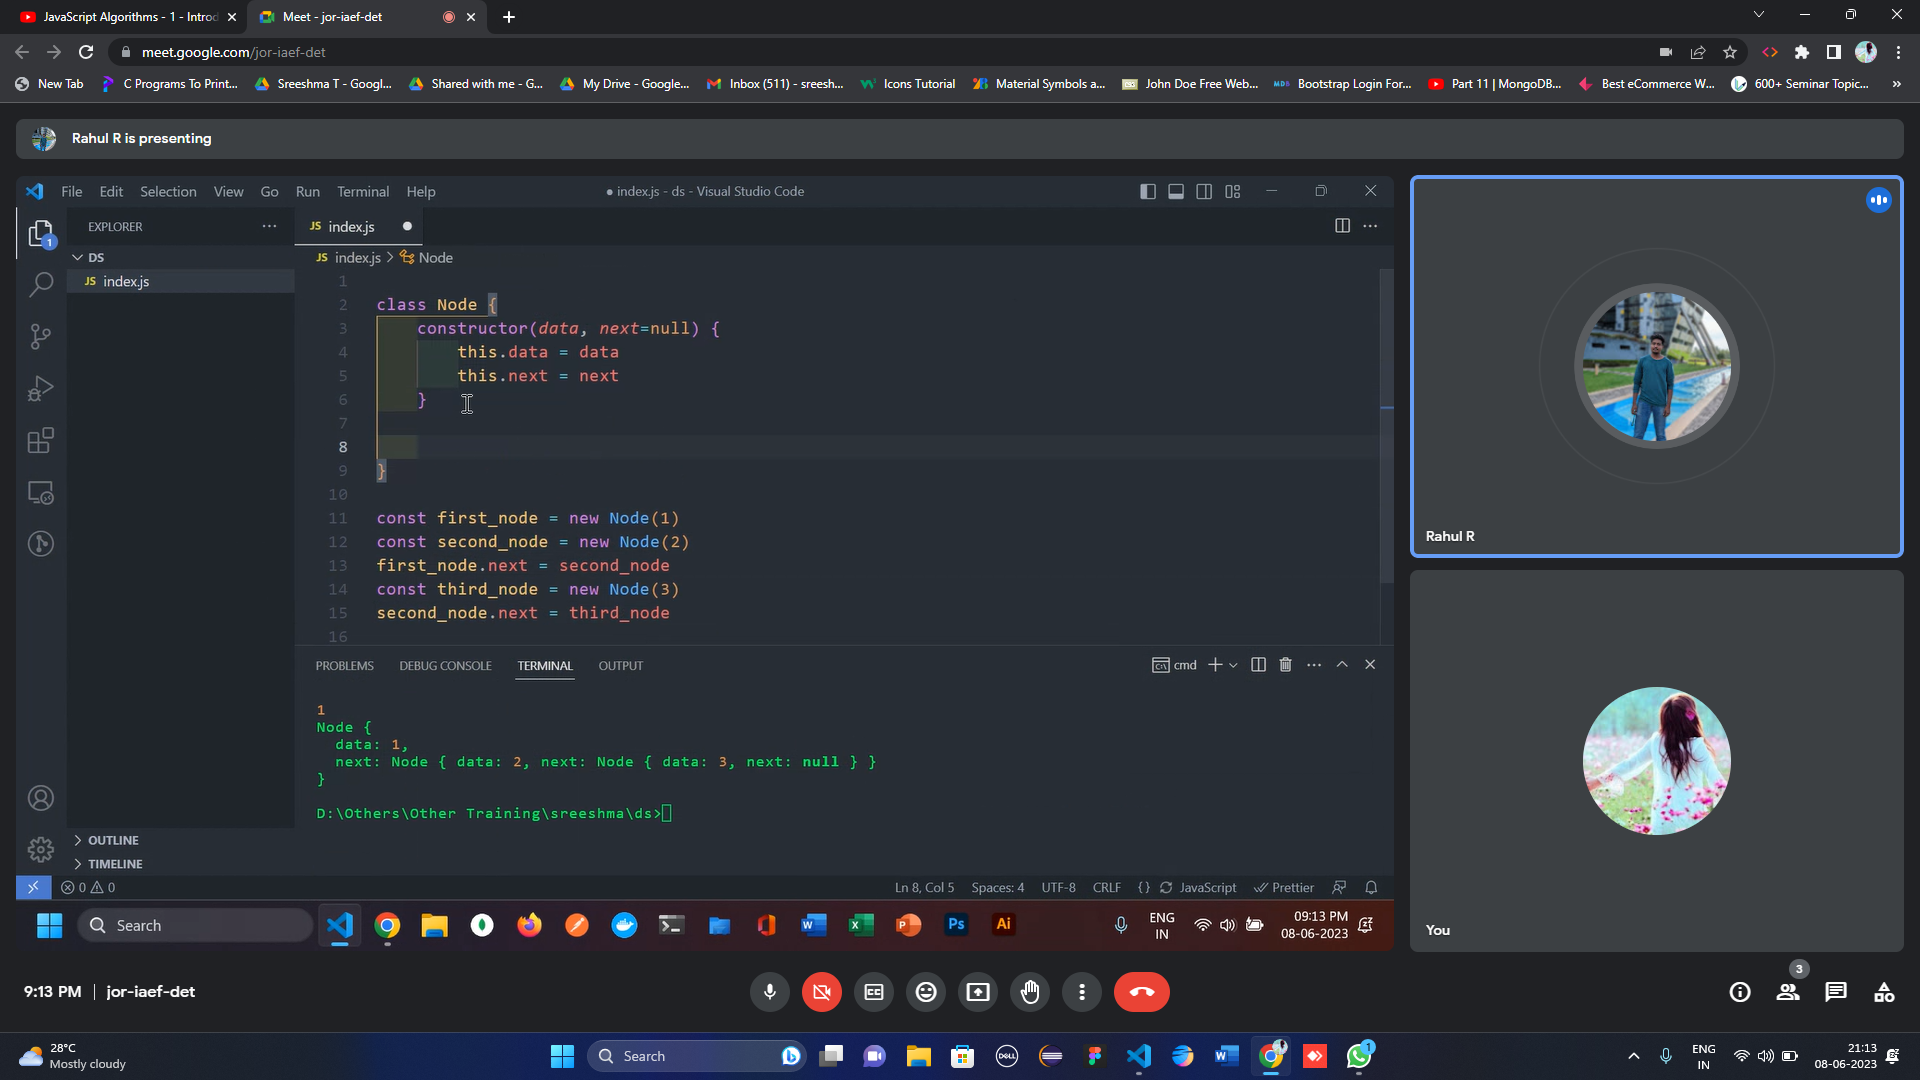 JavaScript Algorithms - 1 - Introd
Meet - jor-iaef-det
meet.google.com/jor-iaef-det
New Tab
C Programs To Print...
Sreeshma T - Googl...
Shared with me - G...
My Drive - Google...
Inbox (511) - sreesh...
Icons Tutorial
Material Symbols a...
John Doe Free Web...
Bootstrap Login For...
Part 11 | MongoDB...
Best eCommerce W...
600+ Seminar Topic...
»
Rahul R is presenting
File Edit Selection View Go Run Terminal Help
● index.js - ds - Visual Studio Code
EXPLORER
JS index.js
DS
JS index.js
JS index.js > Node
1
2 class Node {
3 constructor(data, next=null) {
4 this.data = data
5 this.next = next
6 }
7
8
9 }
10
11 const first_node = new Node(1)
12 const second_node = new Node(2)
13 first_node.next = second_node
14 const third_node = new Node(3)
15 second_node.next = third_node
16
PROBLEMS DEBUG CONSOLE TERMINAL OUTPUT
cmd
1
Node {
data: 1,
next: Node { data: 2, next: Node { data: 3, next: null } }
}
D:\Others\Other Training\sreeshma\ds>
1
OUTLINE
TIMELINE
0 0
Ln 8, Col 5 Spaces: 4 UTF-8 CRLF {} JavaScript Prettier
Search
W X P Ps Ai
ENG
IN
09:13 PM
08-06-2023
Rahul R
You
9:13 PM | jor-iaef-det
3
28°C
Mostly cloudy
Search
DELL
W
1
ENG
IN
21:13
08-06-2023